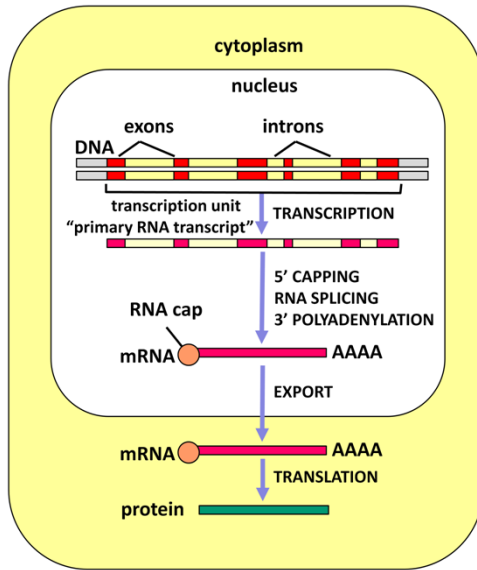 cytoplasm
nucleus
exons introns
DNA
transcription unit
“primary RNA transcript”
TRANSCRIPTION
5’ CAPPING
RNA SPLICING
3’ POLYADENYLATION
RNA cap
mRNA AAAA
EXPORT
mRNA AAAA
TRANSLATION
protein